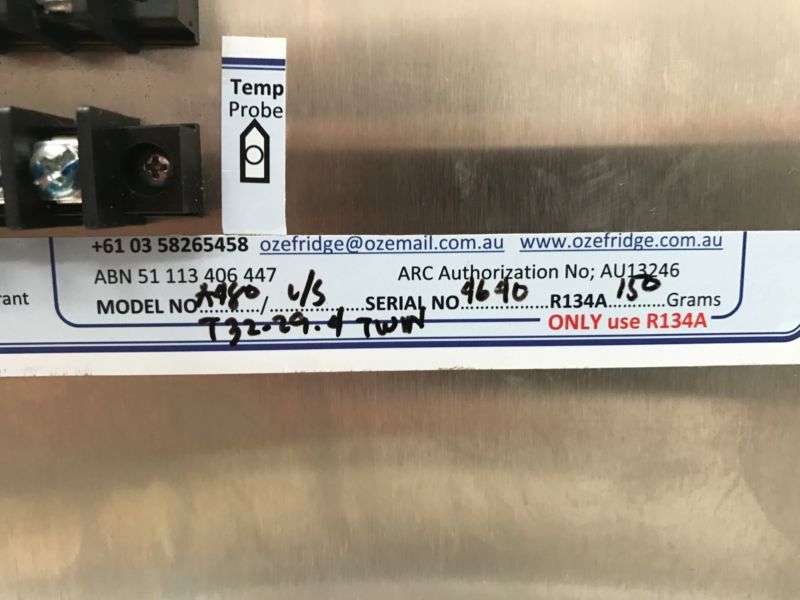 Temp
Probe
+61 03 58265458 ozefridge@ozemail.com.au www.ozefridge.com.au
ABN 51 113 406 447 ARC Authorization No; AU13246
rant
MODEL NO A480 / U/S SERIAL NO 4640 R134A 150 Grams
T32.29.4 TWIN
ONLY use R134A